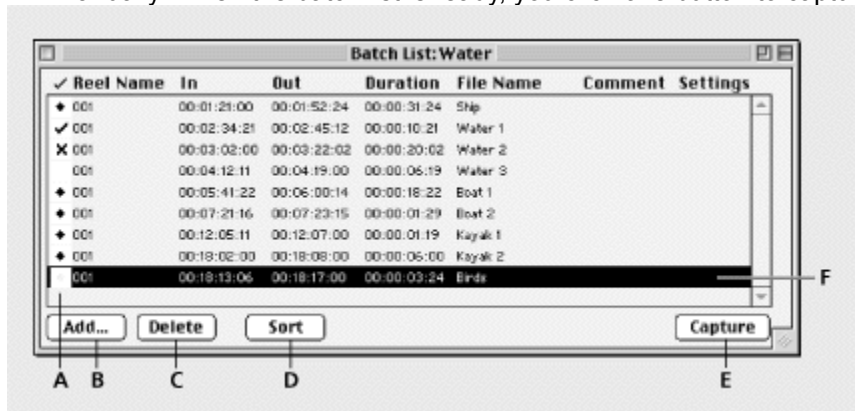 Batch List: Water
✓ Reel Name In Out Duration File Name Comment Settings
◆ 001 00:01:21:00 00:01:52:24 00:00:31:24 Ship
✓ 001 00:02:34:21 00:02:45:12 00:00:10:21 Water 1
X 001 00:03:02:00 00:03:22:02 00:00:20:02 Water 2
001 00:04:12:11 00:04:19:00 00:00:06:19 Water 3
◆ 001 00:05:41:22 00:06:00:14 00:00:18:22 Boat 1
◆ 001 00:07:21:16 00:07:23:15 00:00:01:29 Boat 2
◆ 001 00:12:05:11 00:12:07:00 00:00:01:19 Kayak 1
◆ 001 00:18:02:00 00:18:08:00 00:00:06:00 Kayak 2
001 00:18:13:06 00:18:17:00 00:00:03:24 Birds
F
Add... Delete Sort Capture
A B C D E